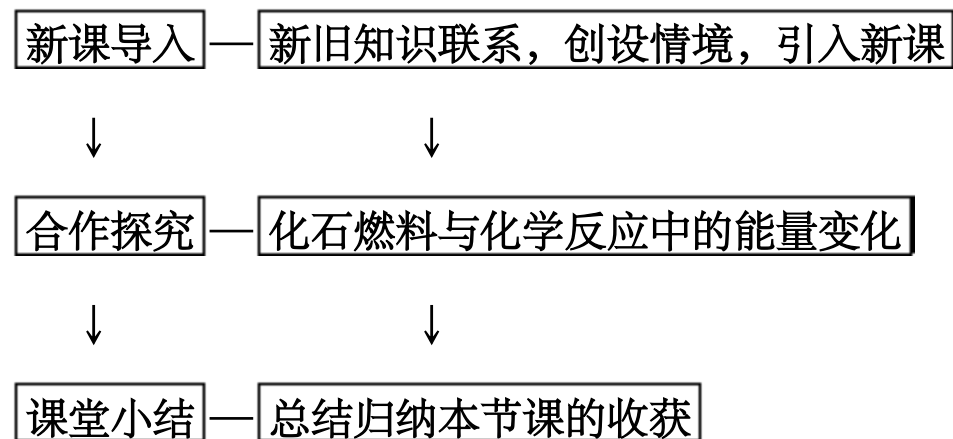 新课导入—新旧知识联系，创设情境，引入新课
↓ ↓
合作探究—化石燃料与化学反应中的能量变化
↓ ↓
课堂小结—总结归纳本节课的收获